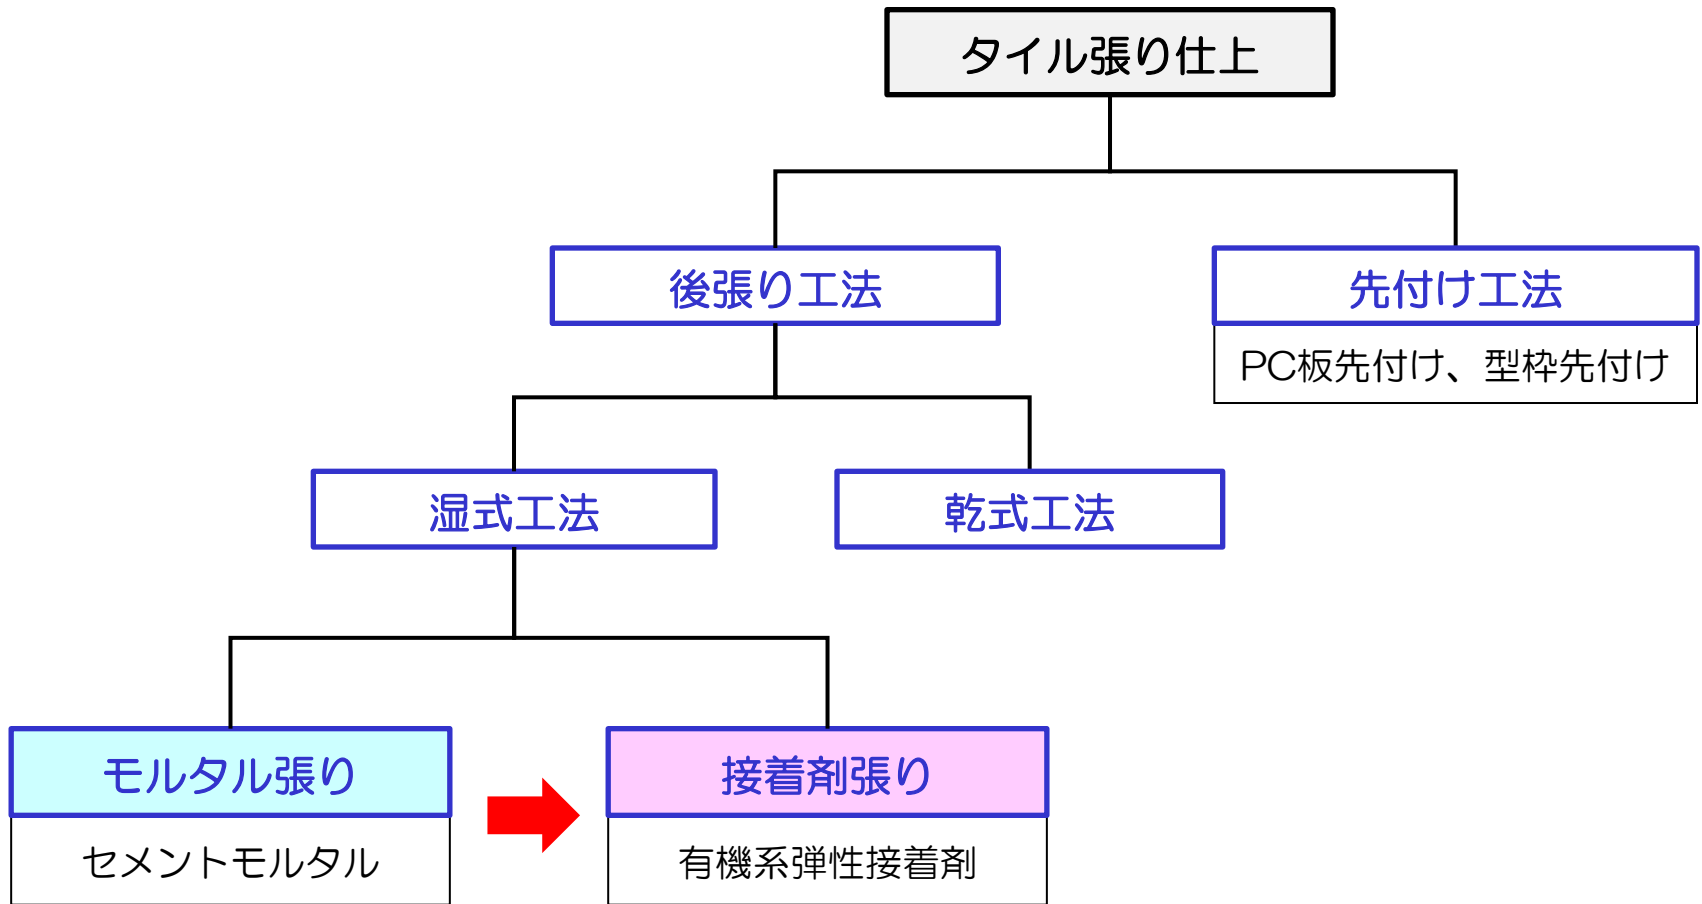 タイル張り仕上
後張り工法
先付け工法
PC板先付け、型枠先付け
湿式工法
乾式工法
モルタル張り
セメントモルタル
接着剤張り
有機系弾性接着剤